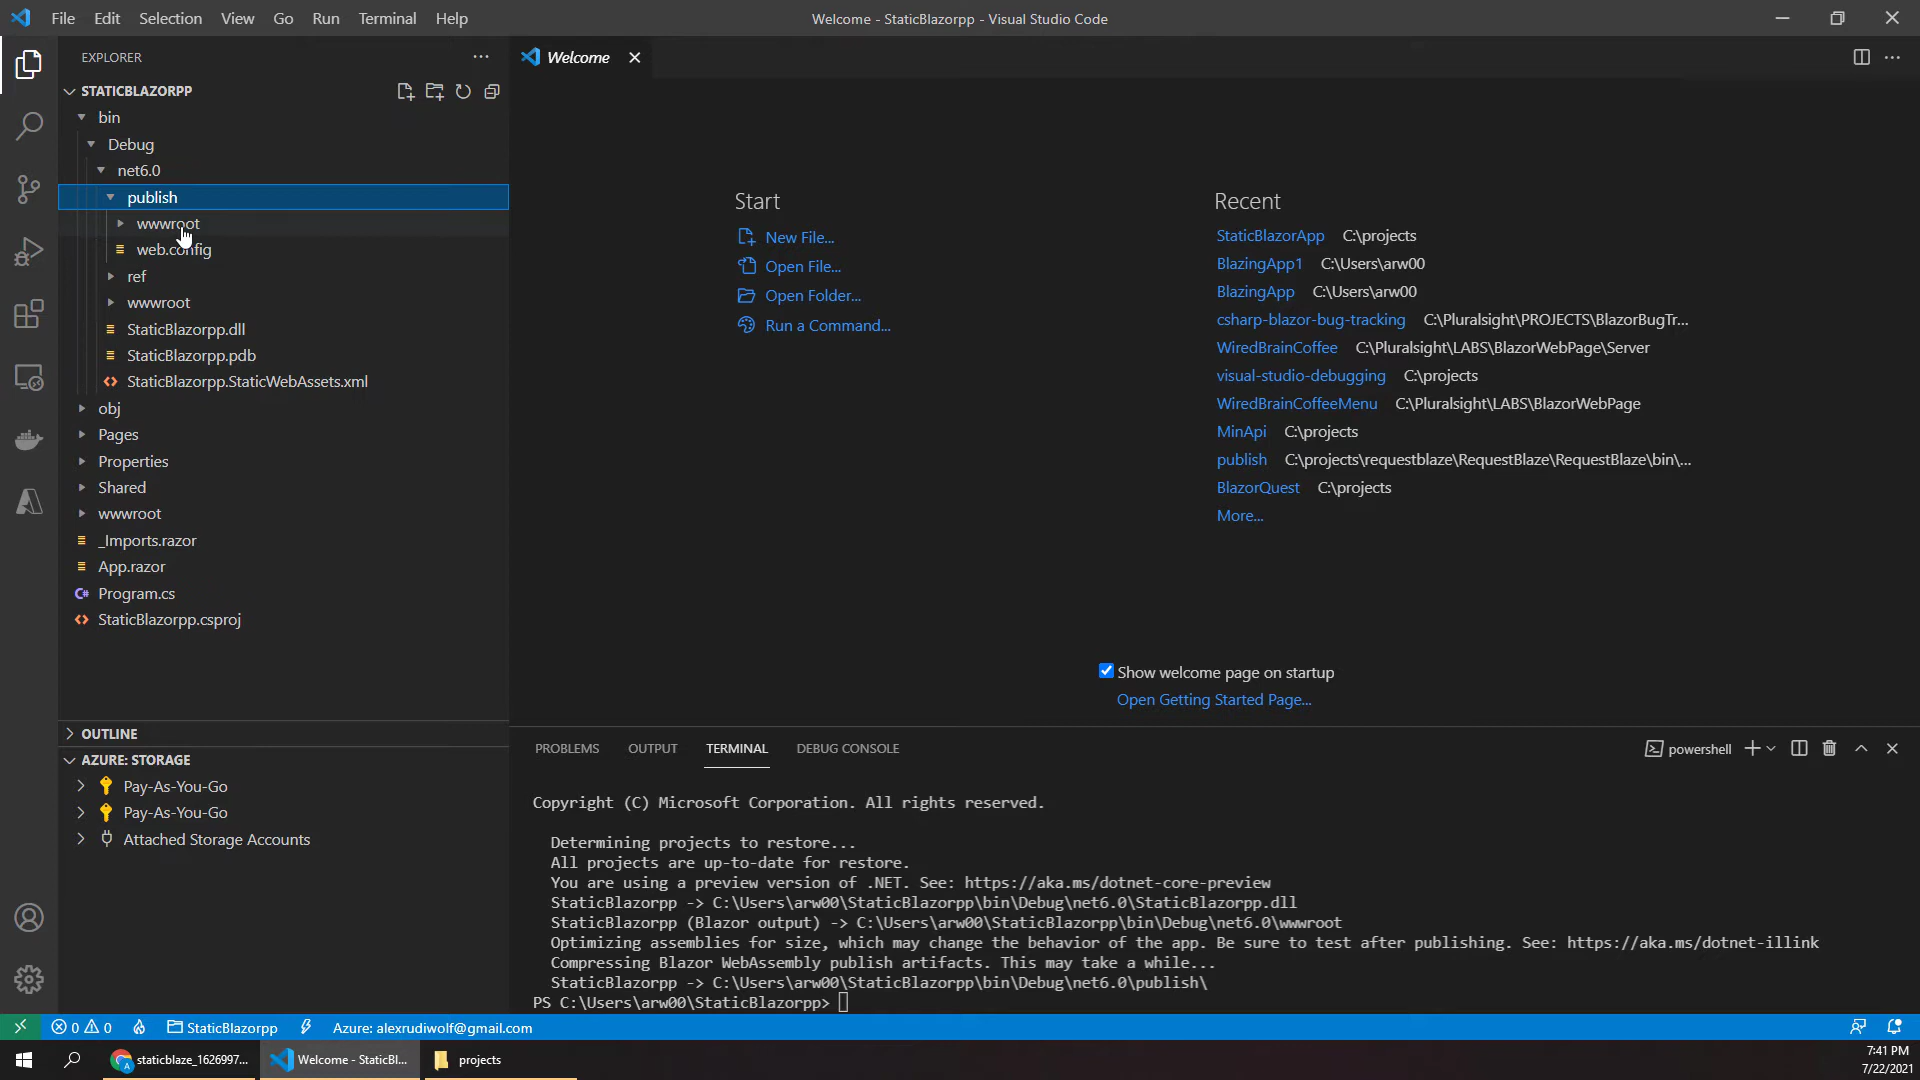 File Edit Selection View Go Run Terminal Help
Welcome - StaticBlazorpp - Visual Studio Code
EXPLORER
Welcome
STATICBLAZORPP
bin
Debug
net6.0
publish
wwwroot
web.config
ref
wwwroot
StaticBlazorpp.dll
StaticBlazorpp.pdb
StaticBlazorpp.StaticWebAssets.xml
obj
Pages
Properties
Shared
wwwroot
_Imports.razor
App.razor
C# Program.cs
StaticBlazorpp.csproj
OUTLINE
AZURE: STORAGE
Pay-As-You-Go
Pay-As-You-Go
Attached Storage Accounts
Start
New File...
Open File...
Open Folder...
Run a Command...
Recent
StaticBlazorApp C:\projects
BlazingApp1 C:\Users\arw00
BlazingApp C:\Users\arw00
csharp-blazor-bug-tracking C:\Pluralsight\PROJECTS\BlazorBugTr...
WiredBrainCoffee C:\Pluralsight\LABS\BlazorWebPage\Server
visual-studio-debugging C:\projects
WiredBrainCoffeeMenu C:\Pluralsight\LABS\BlazorWebPage
MinApi C:\projects
publish C:\projects\requestblaze\RequestBlaze\RequestBlaze\bin\...
BlazorQuest C:\projects
More...
Show welcome page on startup
Open Getting Started Page...
PROBLEMS OUTPUT TERMINAL DEBUG CONSOLE
powershell
Copyright (C) Microsoft Corporation. All rights reserved.
Determining projects to restore...
All projects are up-to-date for restore.
You are using a preview version of .NET. See: https://aka.ms/dotnet-core-preview
StaticBlazorpp -> C:\Users\arw00\StaticBlazorpp\bin\Debug\net6.0\StaticBlazorpp.dll
StaticBlazorpp (Blazor output) -> C:\Users\arw00\StaticBlazorpp\bin\Debug\net6.0\wwwroot
Optimizing assemblies for size, which may change the behavior of the app. Be sure to test after publishing. See: https://aka.ms/dotnet-illink
Compressing Blazor WebAssembly publish artifacts. This may take a while...
StaticBlazorpp -> C:\Users\arw00\StaticBlazorpp\bin\Debug\net6.0\publish\
PS C:\Users\arw00\StaticBlazorpp>
0 0 StaticBlazorpp Azure: alexrudiwolf@gmail.com
staticblaze_1626997... Welcome - StaticBl... projects
7:41 PM
7/22/2021